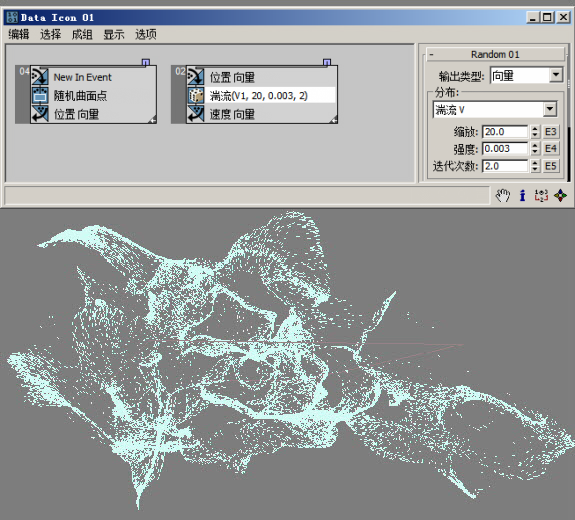 Data Icon 01
编辑 选择 成组 显示 选项
04
New In Event
随机曲面点
位置 向量
02
位置 向量
湍流(V1, 20, 0.003, 2)
速度 向量
- Random 01
输出类型: 向量
分布:
湍流 V
缩放: 20.0 E3
强度: 0.003 E4
迭代次数: 2.0 E5